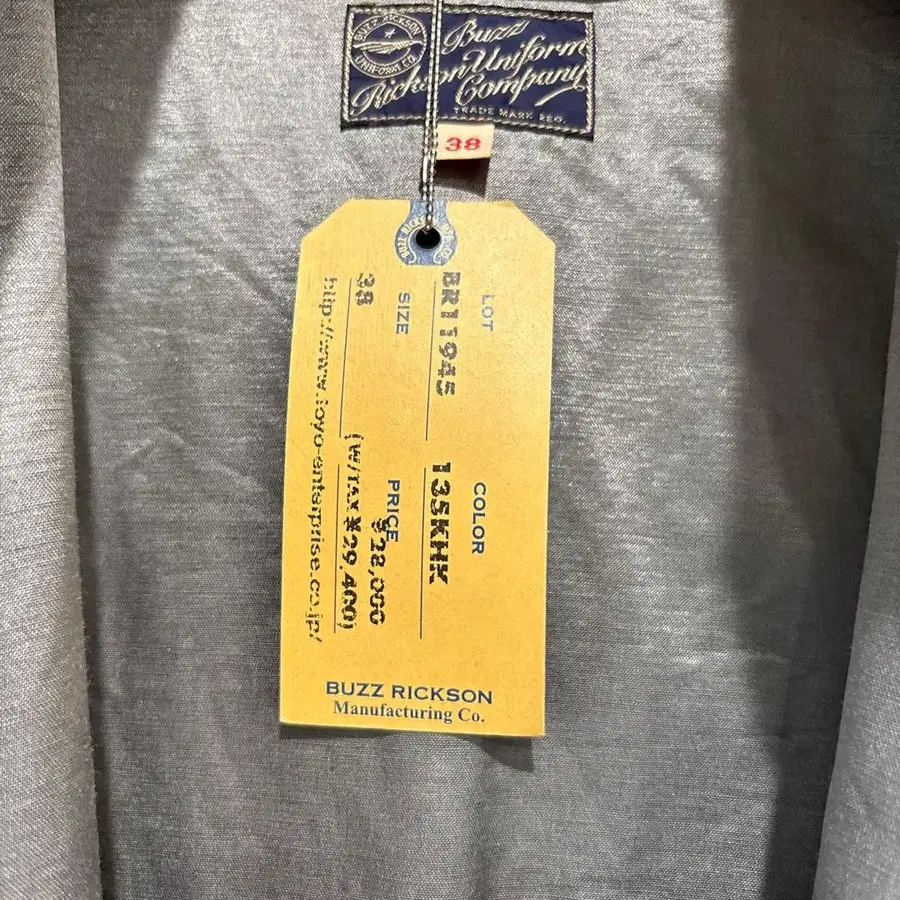 BUZZ RICKSON
UNIFORM CO.
Buzz
Rickson Uniform
Company
TRADE MARK REG.
38
LOT
BR11945
COLOR
135KHK
SIZE
38
PRICE
¥28,000
(W/TAX ¥29,400)
http://www.toyo-enterprise.co.jp/
BUZZ RICKSON
Manufacturing Co.